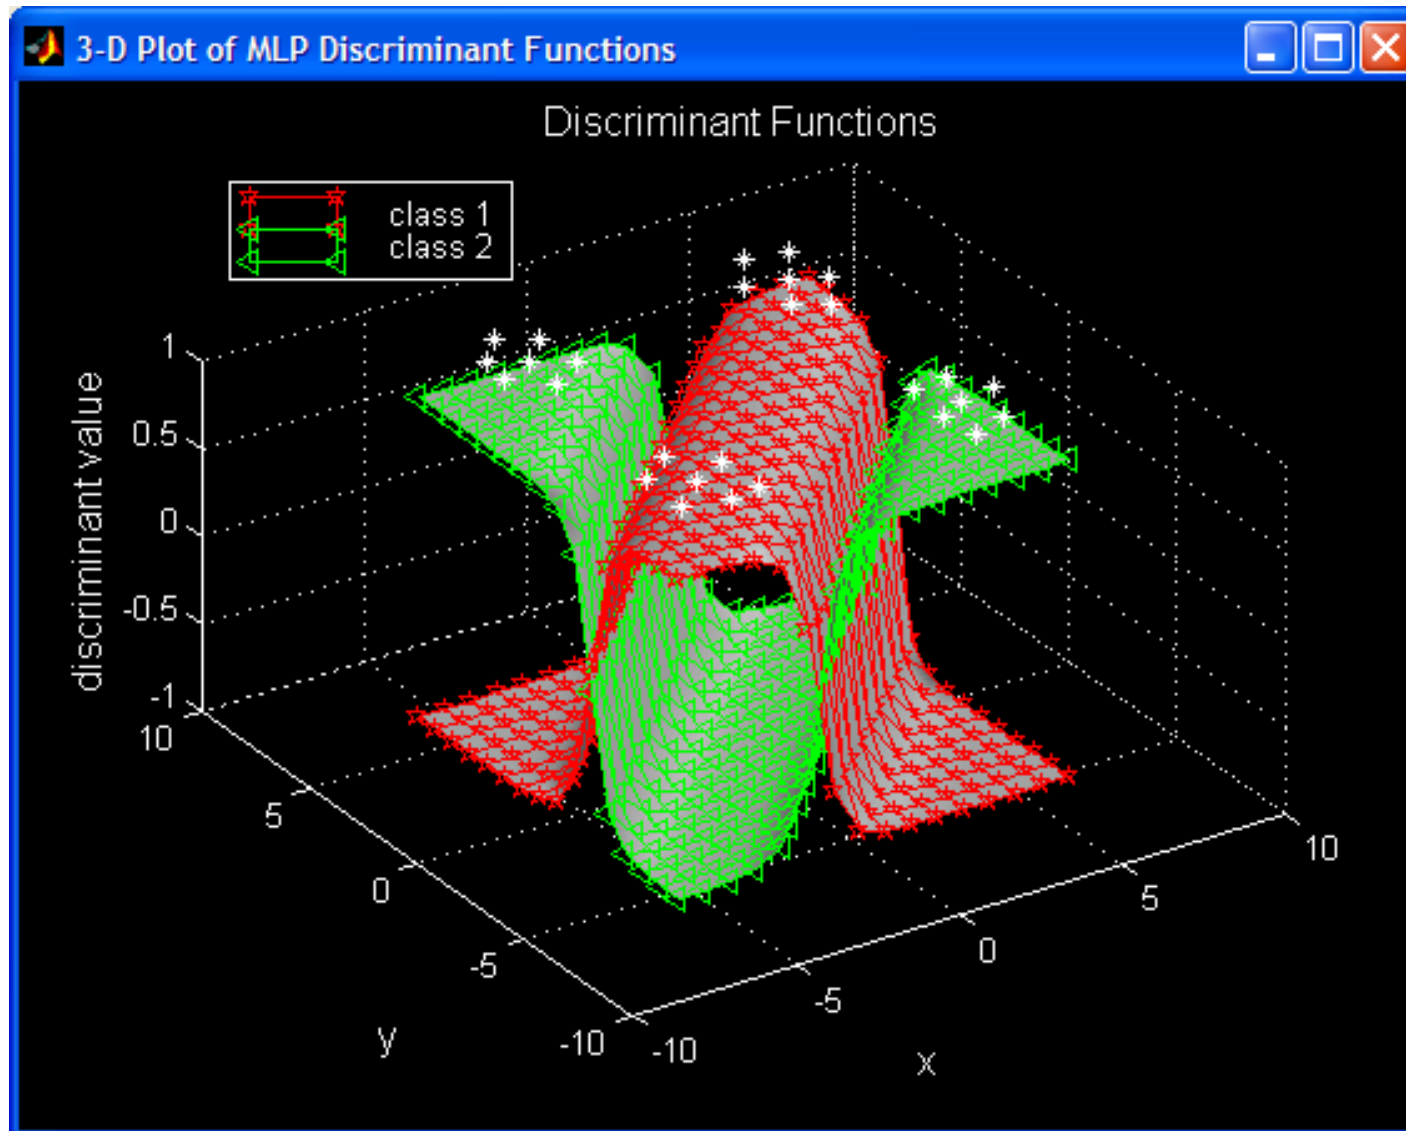 3-D Plot of MLP Discriminant Functions
Discriminant Functions
class 1
class 2
discriminant value
1
0.5
0
-0.5
-1
10
5
0
-5
-10
y
-10
-5
0
5
10
x